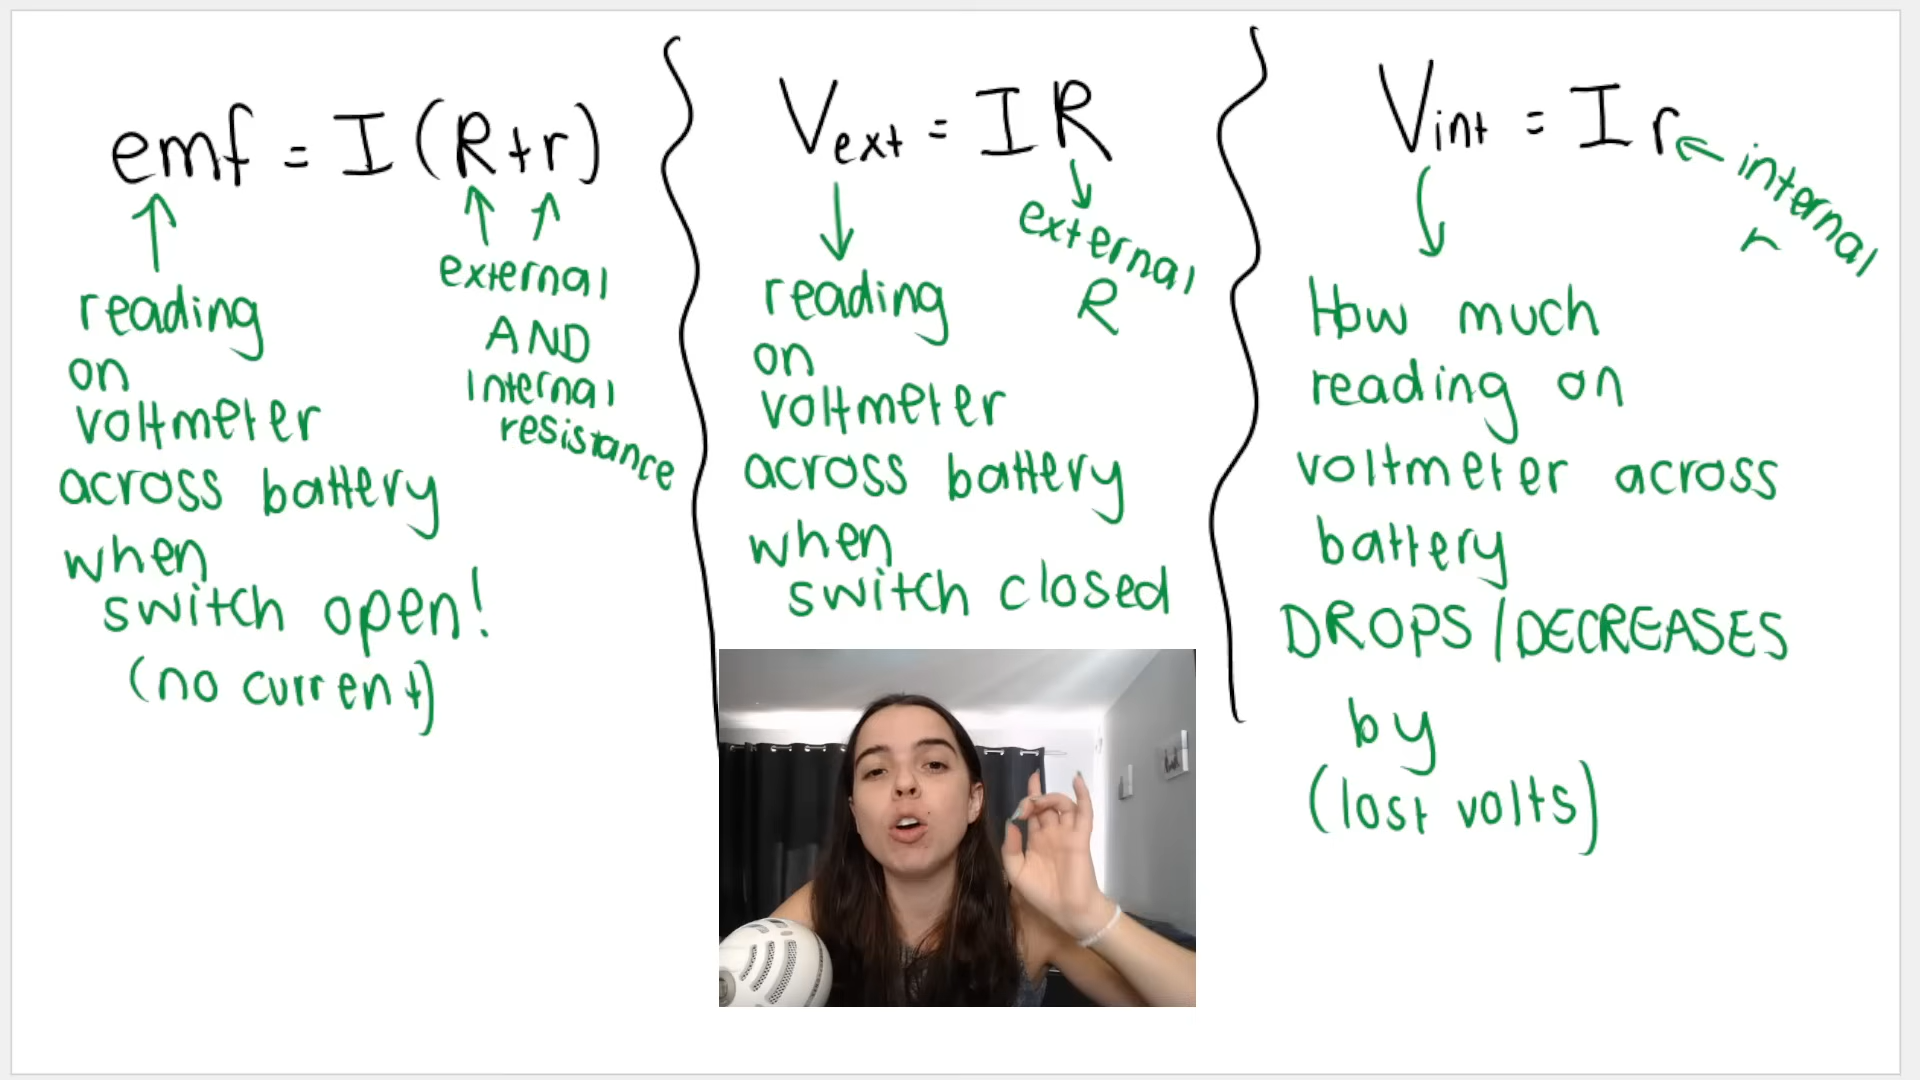 emf = I (R+r)
external
AND
internal
resistance
reading
on
voltmeter
across battery
when
switch open!
(no current)
Vext = IR
external
R
reading
on
voltmeter
across battery
when
switch closed
Vint = Ir
internal
r
How much
reading on
voltmeter across
battery
DROPS/DECREASES
by
(lost volts)